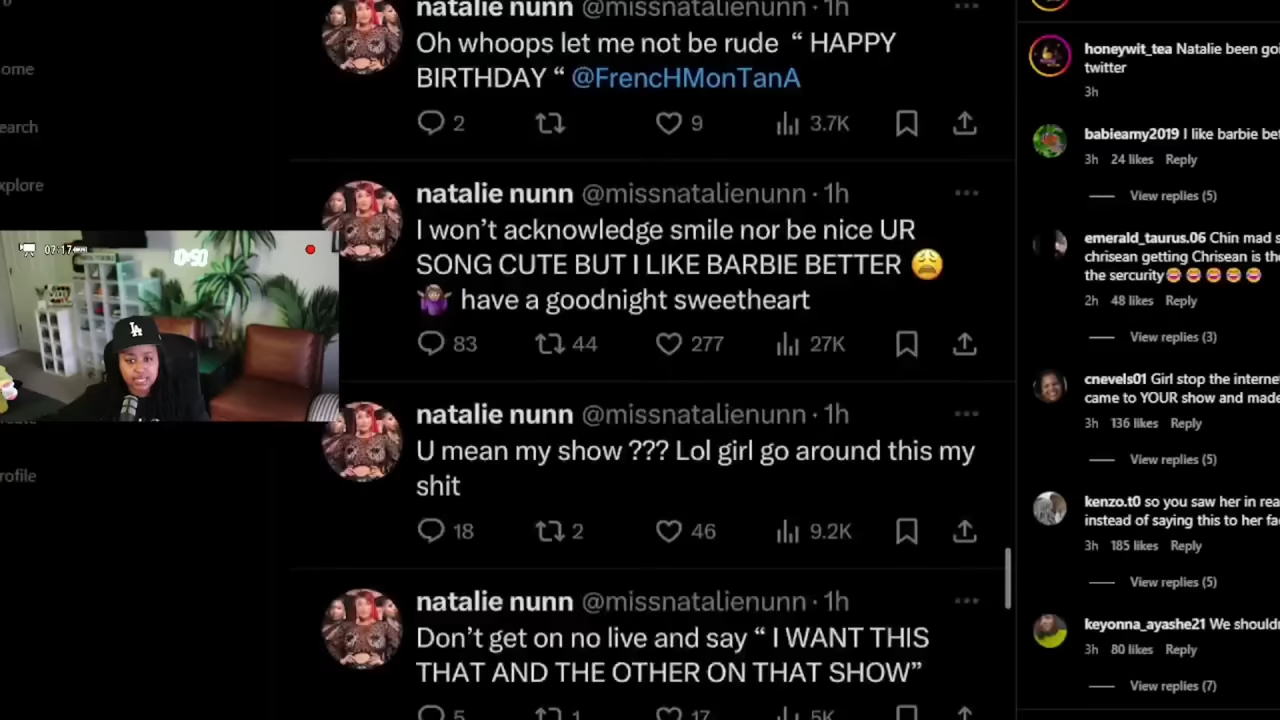 natalie nunn @missnatalienunn · 1h
Oh whoops let me not be rude “ HAPPY
BIRTHDAY “ @FrencHMonTanA
2 9 3.7K
natalie nunn @missnatalienunn · 1h
I won’t acknowledge smile nor be nice UR
SONG CUTE BUT I LIKE BARBIE BETTER 😩
🤷🏽‍♀️ have a goodnight sweetheart
83 44 277 27K
natalie nunn @missnatalienunn · 1h
U mean my show ??? Lol girl go around this my
shit
18 2 46 9.2K
natalie nunn @missnatalienunn · 1h
Don’t get on no live and say “ I WANT THIS
THAT AND THE OTHER ON THAT SHOW”
5 1 17 5K
ome
earch
xplore
rofile
LA
honeywit_tea Natalie been go
twitter
3h
babieamy2019 I like barbie bet
3h 24 likes Reply
View replies (5)
emerald_taurus.06 Chin mad s
chrisean getting Chrisean is the
the sercurity
2h 48 likes Reply
View replies (3)
cnevels01 Girl stop the interne
came to YOUR show and made
3h 136 likes Reply
View replies (5)
kenzo.t0 so you saw her in rea
instead of saying this to her fa
3h 185 likes Reply
View replies (5)
keyonna_ayashe21 We shouldn
3h 80 likes Reply
View replies (7)